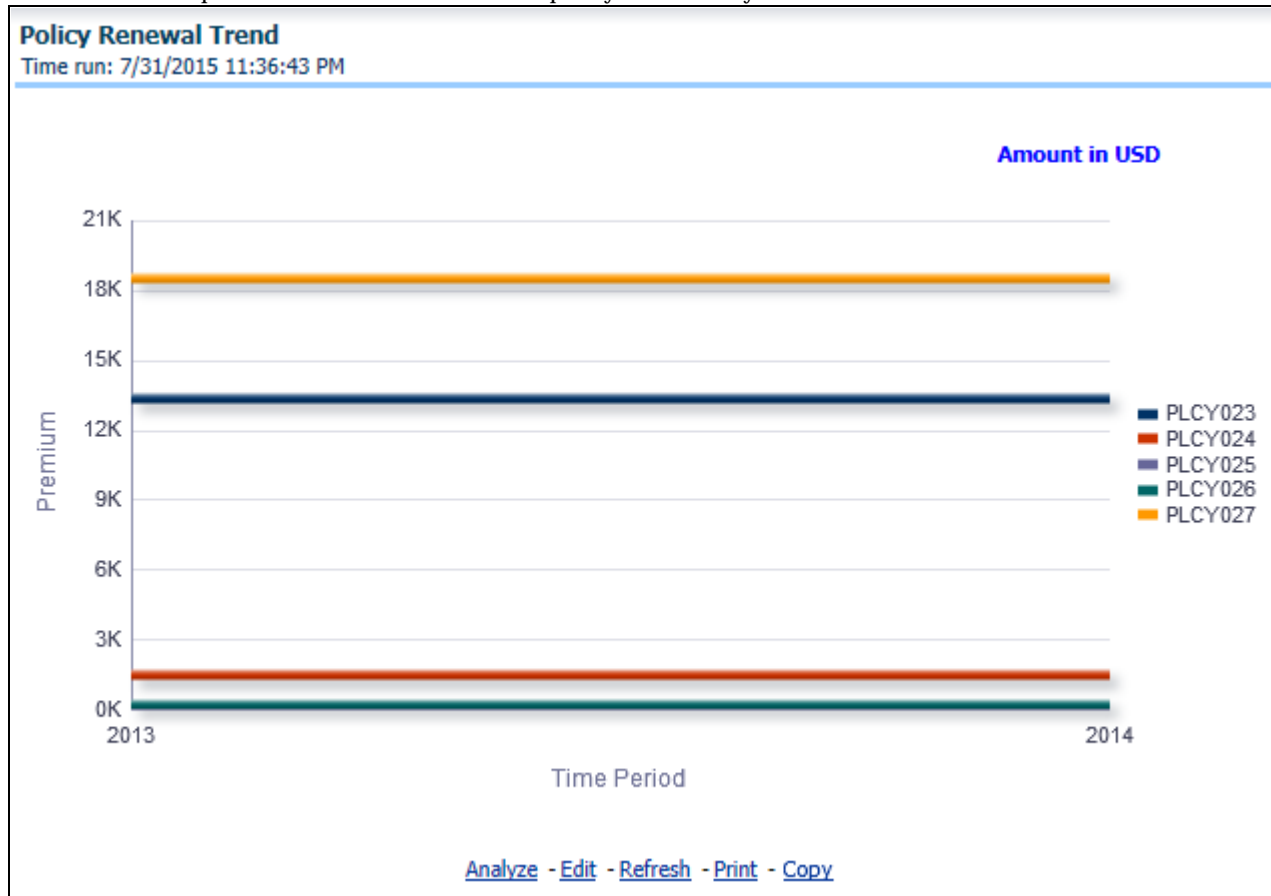 Policy Renewal Trend
Time run: 7/31/2015 11:36:43 PM
Amount in USD
21K
18K
15K
12K
9K
6K
3K
0K
Premium
2013 2014
Time Period
PLCY023
PLCY024
PLCY025
PLCY026
PLCY027
Analyze - Edit - Refresh - Print - Copy